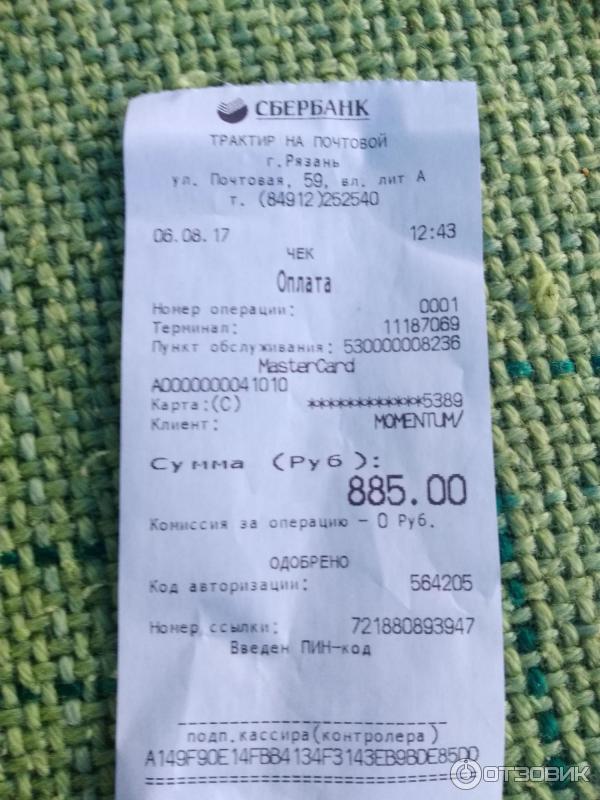 СБЕРБАНК
ТРАКТИР НА ПОЧТОВОЙ
г.Рязань
ул. Почтовая, 59, вл. лит А
т. (84912)252540
06.08.17 12:43
ЧЕК
Оплата
Номер операции: 0001
Терминал: 11187069
Пункт обслуживания: 530000008236
MasterCard
A0000000041010
Карта:(C) ************5389
Клиент: MOMENTUM/
Сумма (Руб):
885.00
Комиссия за операцию – 0 Руб.
ОДОБРЕНО
Код авторизации: 564205
Номер ссылки: 721880893947
Введен ПИН-код
подп.кассира(контролера)
A149F90E14FBB4134F3143EB9BDE85D0
ОТЗОВИК